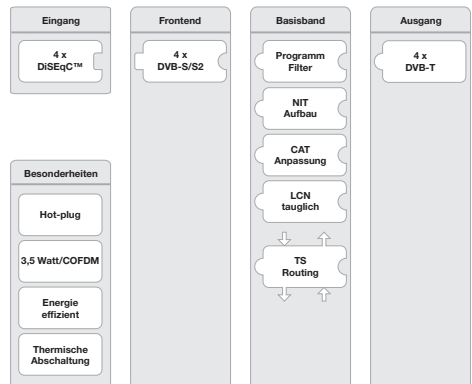 Eingang
4 x
DiSEqC™
Frontend
4 x
DVB-S/S2
Basisband
Programm
Filter
NIT
Aufbau
CAT
Anpassung
LCN
tauglich
TS
Routing
Ausgang
4 x
DVB-T
Besonderheiten
Hot-plug
3,5 Watt/COFDM
Energie
effizient
Thermische
Abschaltung